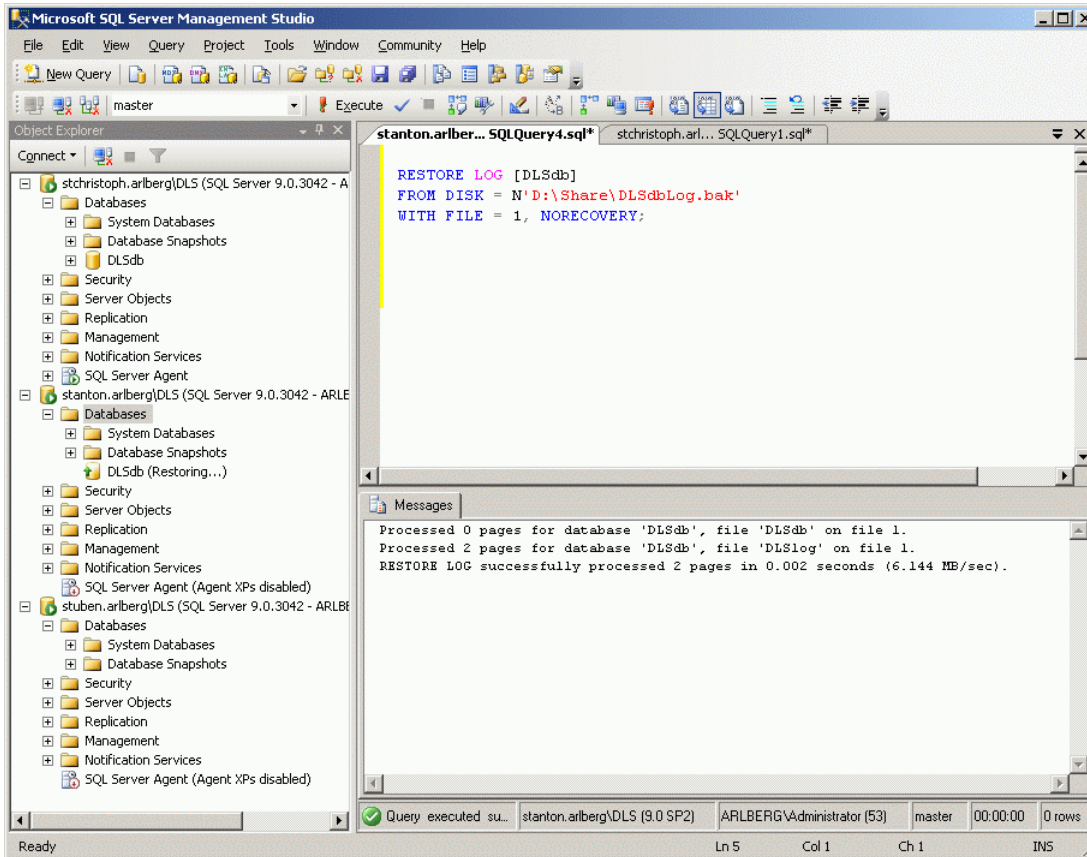 Microsoft SQL Server Management Studio
File Edit View Query Project Tools Window Community Help
New Query
master
Execute
Object Explorer
stanton.arlber... SQLQuery4.sql*
stchristoph.arl... SQLQuery1.sql*
Connect
stchristoph.arlberg\DLS (SQL Server 9.0.3042 - A
Databases
System Databases
Database Snapshots
DLSdb
Security
Server Objects
Replication
Management
Notification Services
SQL Server Agent
stanton.arlberg\DLS (SQL Server 9.0.3042 - ARLE
Databases
System Databases
Database Snapshots
DLSdb (Restoring...)
Security
Server Objects
Replication
Management
Notification Services
SQL Server Agent (Agent XPs disabled)
stuben.arlberg\DLS (SQL Server 9.0.3042 - ARLBE
Databases
System Databases
Database Snapshots
Security
Server Objects
Replication
Management
Notification Services
SQL Server Agent (Agent XPs disabled)
RESTORE LOG [DLSdb]
FROM DISK = N'D:\Share\DLSdbLog.bak'
WITH FILE = 1, NORECOVERY;
Messages
Processed 0 pages for database 'DLSdb', file 'DLSdb' on file 1.
Processed 2 pages for database 'DLSdb', file 'DLSlog' on file 1.
RESTORE LOG successfully processed 2 pages in 0.002 seconds (6.144 MB/sec).
Query executed su...
stanton.arlberg\DLS (9.0 SP2)
ARLBERG\Administrator (53)
master
00:00:00
0 rows
Ready
Ln 5
Col 1
Ch 1
INS